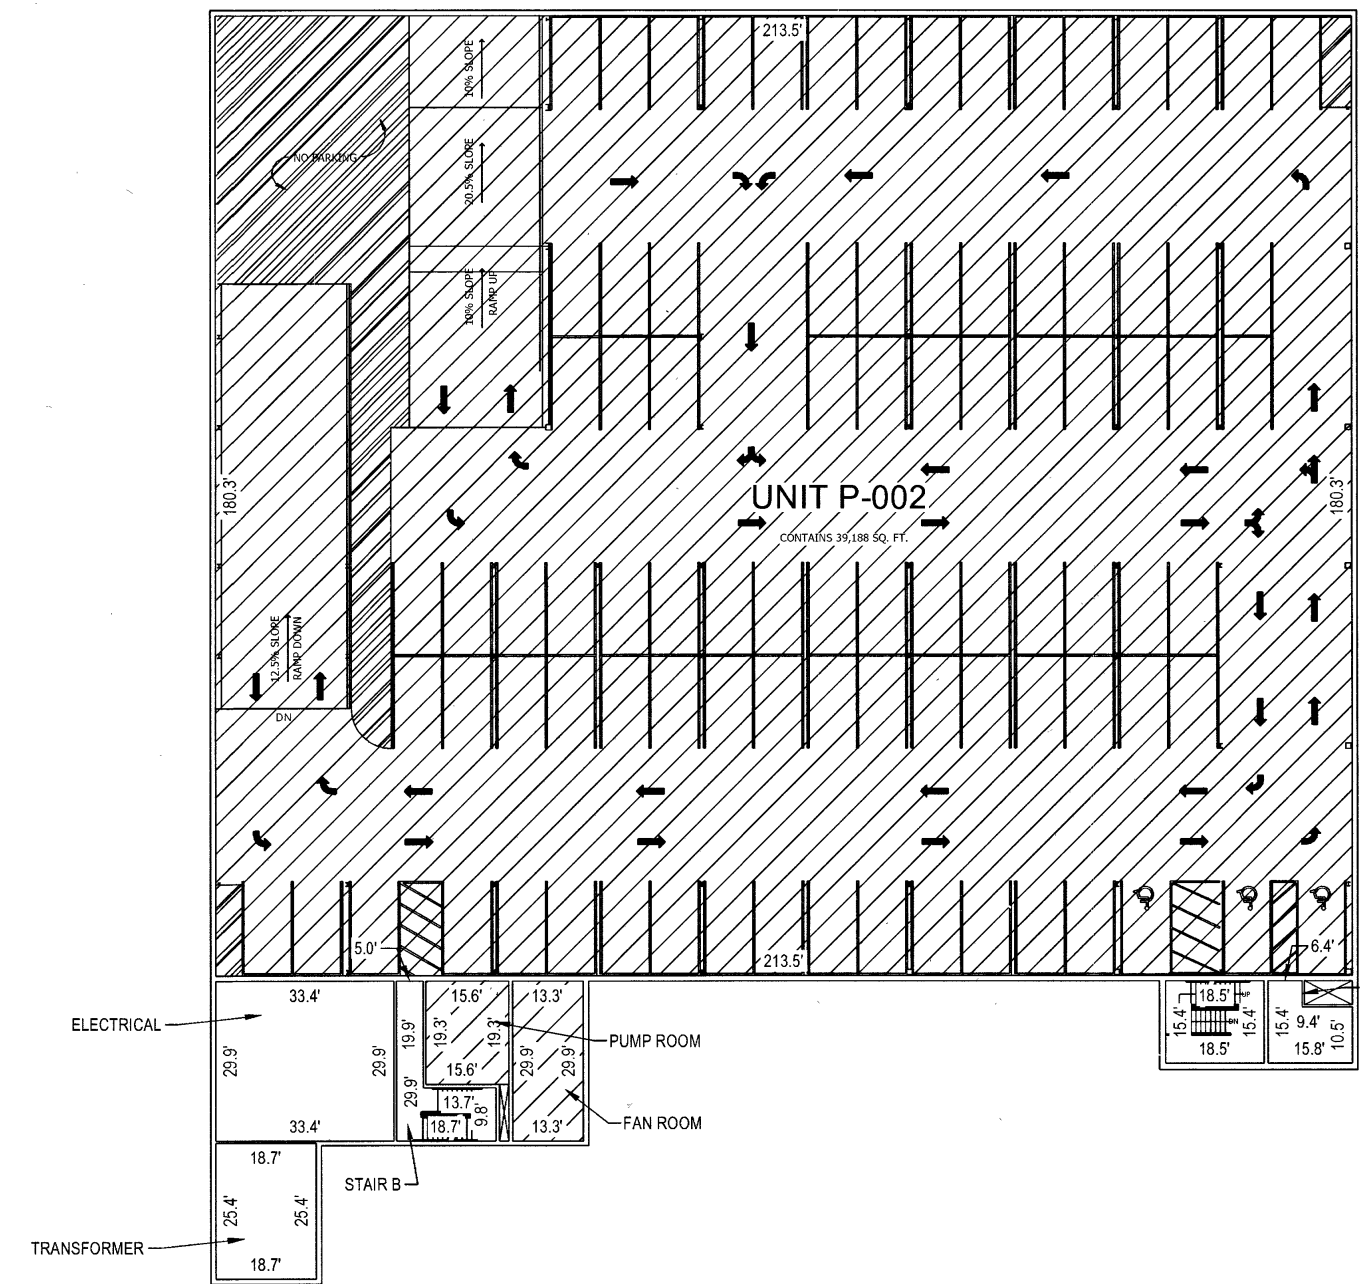 213.5'
10% SLOPE
20.5% SLOPE
NO PARKING
10% SLOPE
RAMP UP
180.3'
UNIT P-002
180.3'
CONTAINS 39,188 SQ. FT.
12.5% SLOPE
RAMP DOWN
DN
5.0'
213.5'
6.4'
33.4'
15.6'
13.3'
18.5'
UP
ELECTRICAL
19.9'
19.3'
19.3'
PUMP ROOM
15.4'
DN
15.4'
15.4'
9.4'
10.5'
18.5'
15.8'
29.9'
29.9'
15.6'
29.9'
29.9'
29.9'
13.7'
9.8'
33.4'
18.7'
13.3'
FAN ROOM
18.7'
STAIR B
25.4'
25.4'
TRANSFORMER
18.7'